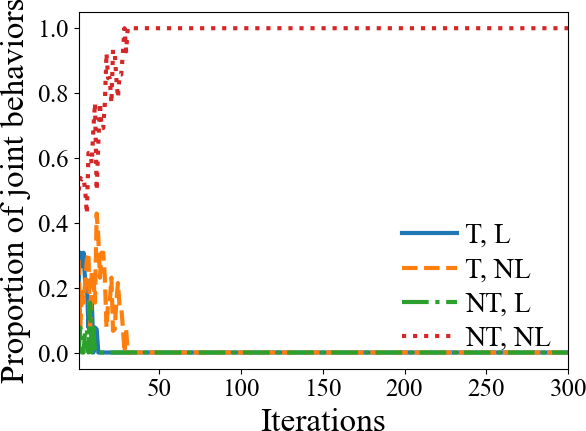 Proportion of joint behaviors
1.0
0.8
0.6
0.4
0.2
0.0
T, L
T, NL
NT, L
NT, NL
50 100 150 200 250 300
Iterations